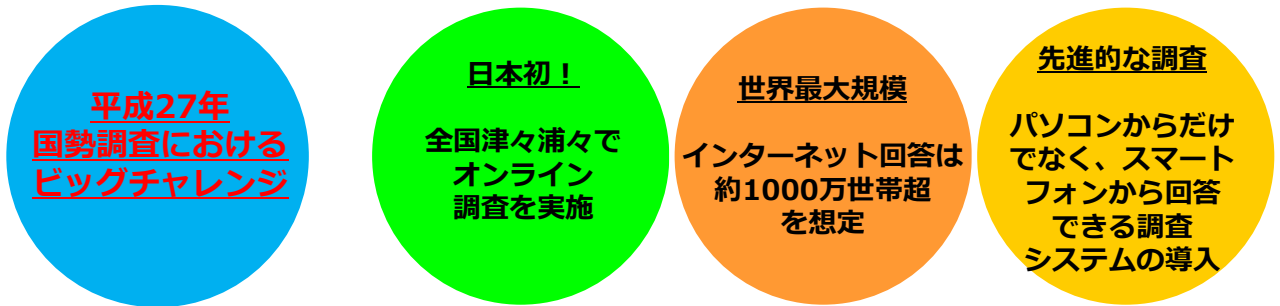 平成27年
国勢調査における
ビッグチャレンジ
日本初！
全国津々浦々で
オンライン
調査を実施
世界最大規模
インターネット回答は
約1000万世帯超
を想定
先進的な調査
パソコンからだけ
でなく、スマート
フォンから回答
できる調査
システムの導入